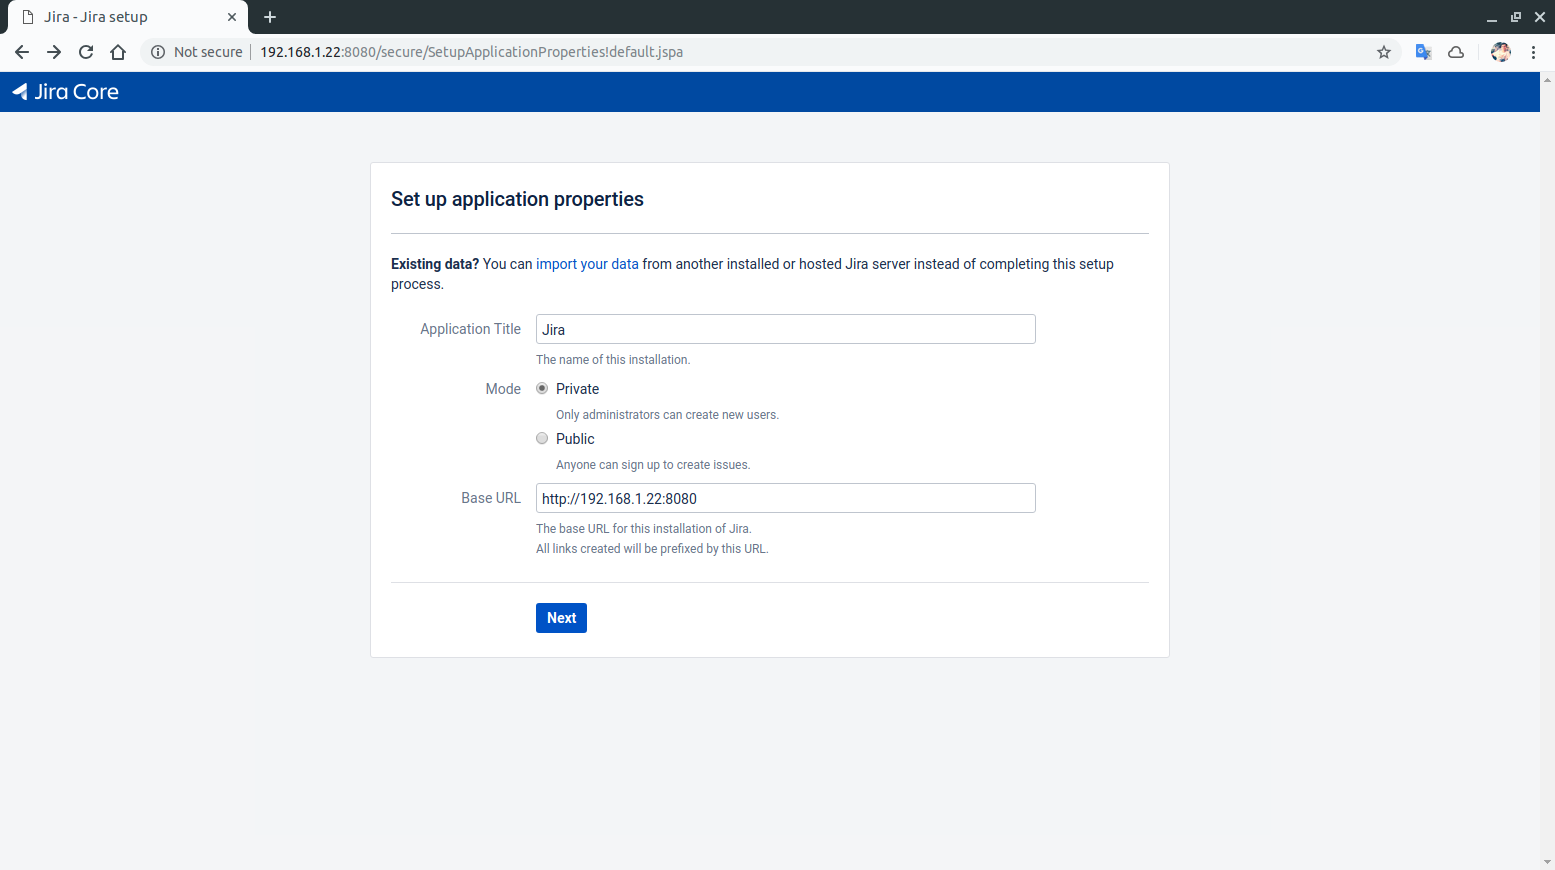 Jira - Jira setup
Not secure 192.168.1.22:8080/secure/SetupApplicationProperties!default.jspa
Jira Core
Set up application properties
Existing data? You can import your data from another installed or hosted Jira server instead of completing this setup
process.
Application Title Jira
The name of this installation.
Mode Private
Only administrators can create new users.
Public
Anyone can sign up to create issues.
Base URL http://192.168.1.22:8080
The base URL for this installation of Jira.
All links created will be prefixed by this URL.
Next